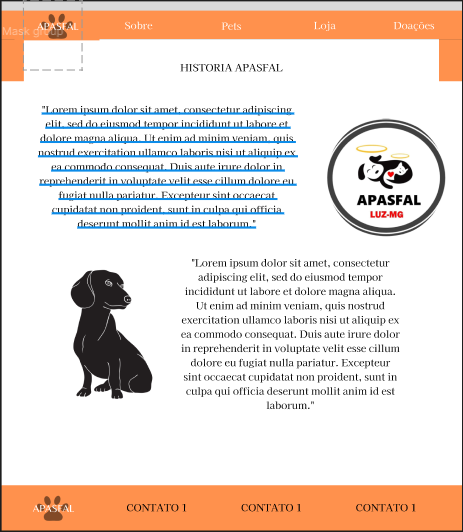 Mask group
APASFAL
Sobre
Pets
Loja
Doações
HISTORIA APASFAL
"Lorem ipsum dolor sit amet, consectetur adipiscing
elit, sed do eiusmod tempor incididunt ut labore et
dolore magna aliqua. Ut enim ad minim veniam, quis
nostrud exercitation ullamco laboris nisi ut aliquip ex
ea commodo consequat. Duis aute irure dolor in
reprehenderit in voluptate velit esse cillum dolore eu
fugiat nulla pariatur. Excepteur sint occaecat
cupidatat non proident, sunt in culpa qui officia
deserunt mollit anim id est laborum."
APASFAL
LUZ-MG
"Lorem ipsum dolor sit amet, consectetur
adipiscing elit, sed do eiusmod tempor
incididunt ut labore et dolore magna aliqua.
Ut enim ad minim veniam, quis nostrud
exercitation ullamco laboris nisi ut aliquip ex
ea commodo consequat. Duis aute irure dolor
in reprehenderit in voluptate velit esse cillum
dolore eu fugiat nulla pariatur. Excepteur
sint occaecat cupidatat non proident, sunt in
culpa qui officia deserunt mollit anim id est
laborum."
APASFAL
CONTATO 1
CONTATO 1
CONTATO 1